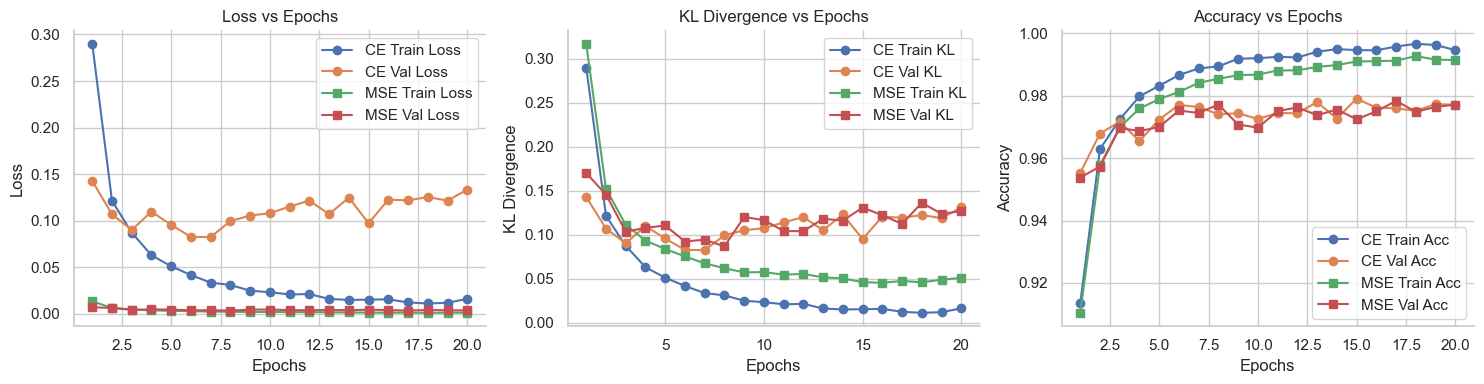 Loss vs Epochs
Loss
0.30
0.25
0.20
0.15
0.10
0.05
0.00
2.5 5.0 7.5 10.0 12.5 15.0 17.5 20.0
Epochs
CE Train Loss
CE Val Loss
MSE Train Loss
MSE Val Loss
KL Divergence vs Epochs
KL Divergence
0.30
0.25
0.20
0.15
0.10
0.05
0.00
5 10 15 20
Epochs
CE Train KL
CE Val KL
MSE Train KL
MSE Val KL
Accuracy vs Epochs
Accuracy
1.00
0.98
0.96
0.94
0.92
2.5 5.0 7.5 10.0 12.5 15.0 17.5 20.0
Epochs
CE Train Acc
CE Val Acc
MSE Train Acc
MSE Val Acc